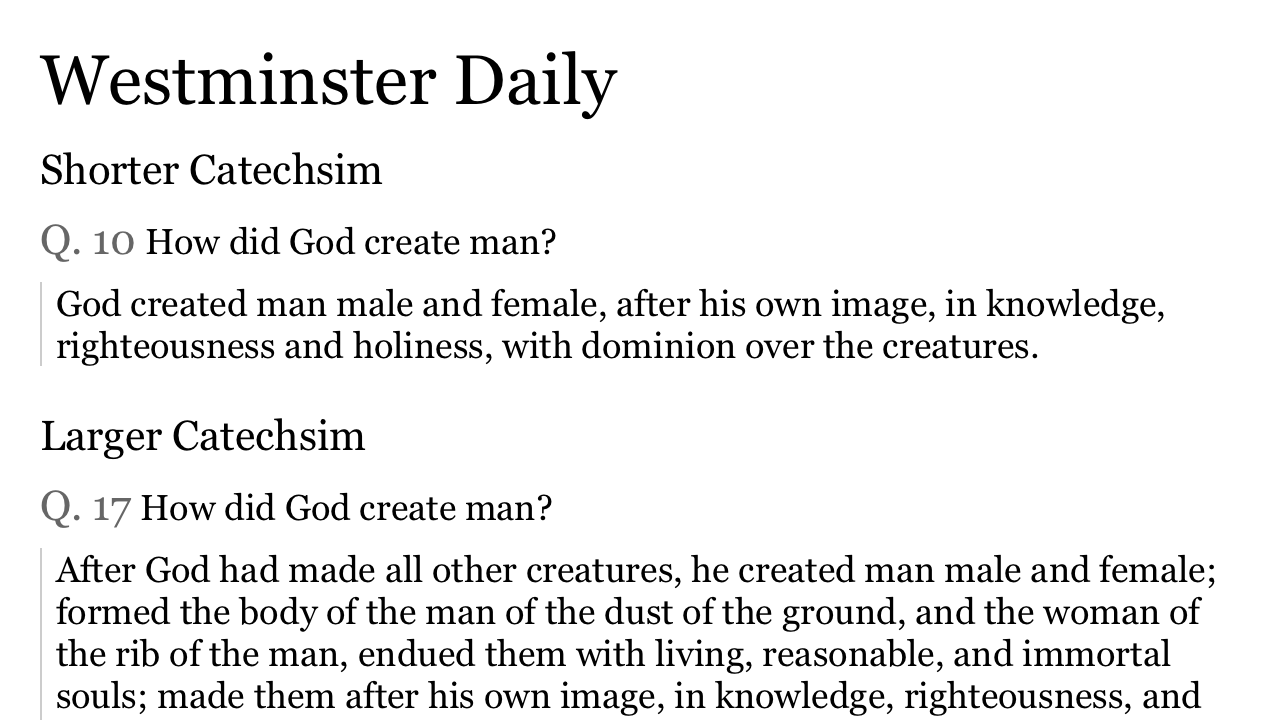 Westminster Daily
Shorter Catechsim
Q. 10 How did God create man?
God created man male and female, after his own image, in knowledge,
righteousness and holiness, with dominion over the creatures.
Larger Catechsim
Q. 17 How did God create man?
After God had made all other creatures, he created man male and female;
formed the body of the man of the dust of the ground, and the woman of
the rib of the man, endued them with living, reasonable, and immortal
souls; made them after his own image, in knowledge, righteousness, and